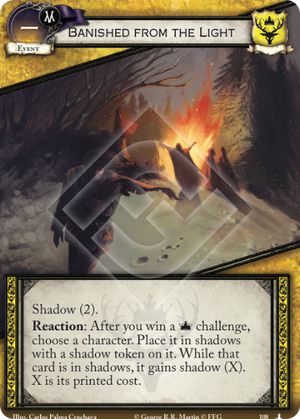 BANISHED FROM THE LIGHT
EVENT
Shadow (2).
Reaction: After you win a challenge,
choose a character. Place it in shadows
with a shadow token on it. While that
card is in shadows, it gains shadow (X).
X is its printed cost.
Illus. Carlos Palma Cruchaga © George R.R. Martin © FFG 108